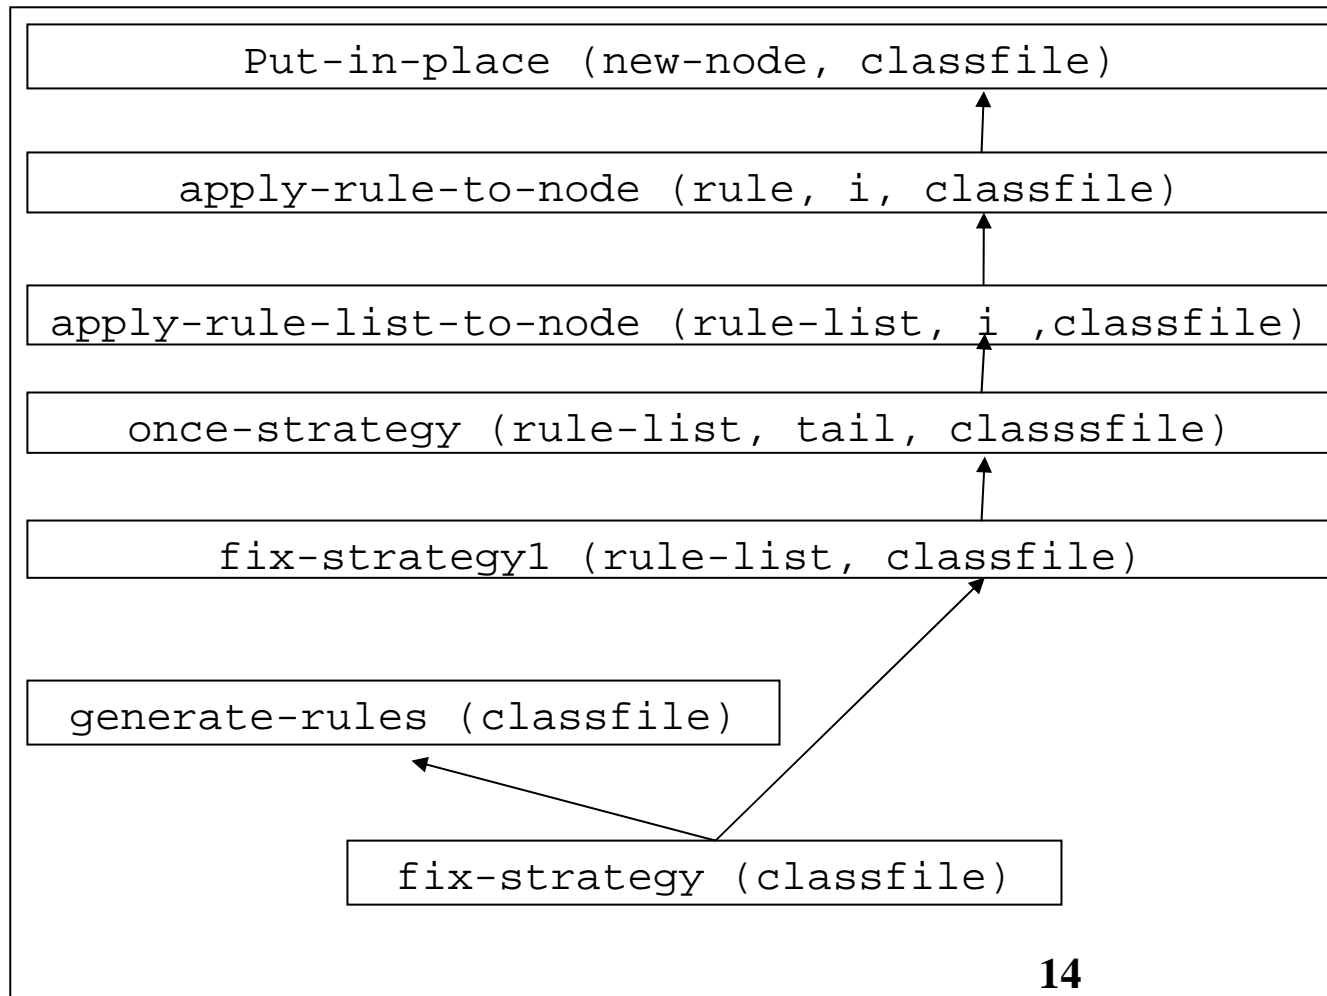 Put-in-place (new-node, classfile)
apply-rule-to-node (rule, i, classfile)
apply-rule-list-to-node (rule-list, i ,classfile)
once-strategy (rule-list, tail, classsfile)
fix-strategy1 (rule-list, classfile)
generate-rules (classfile)
fix-strategy (classfile)
14